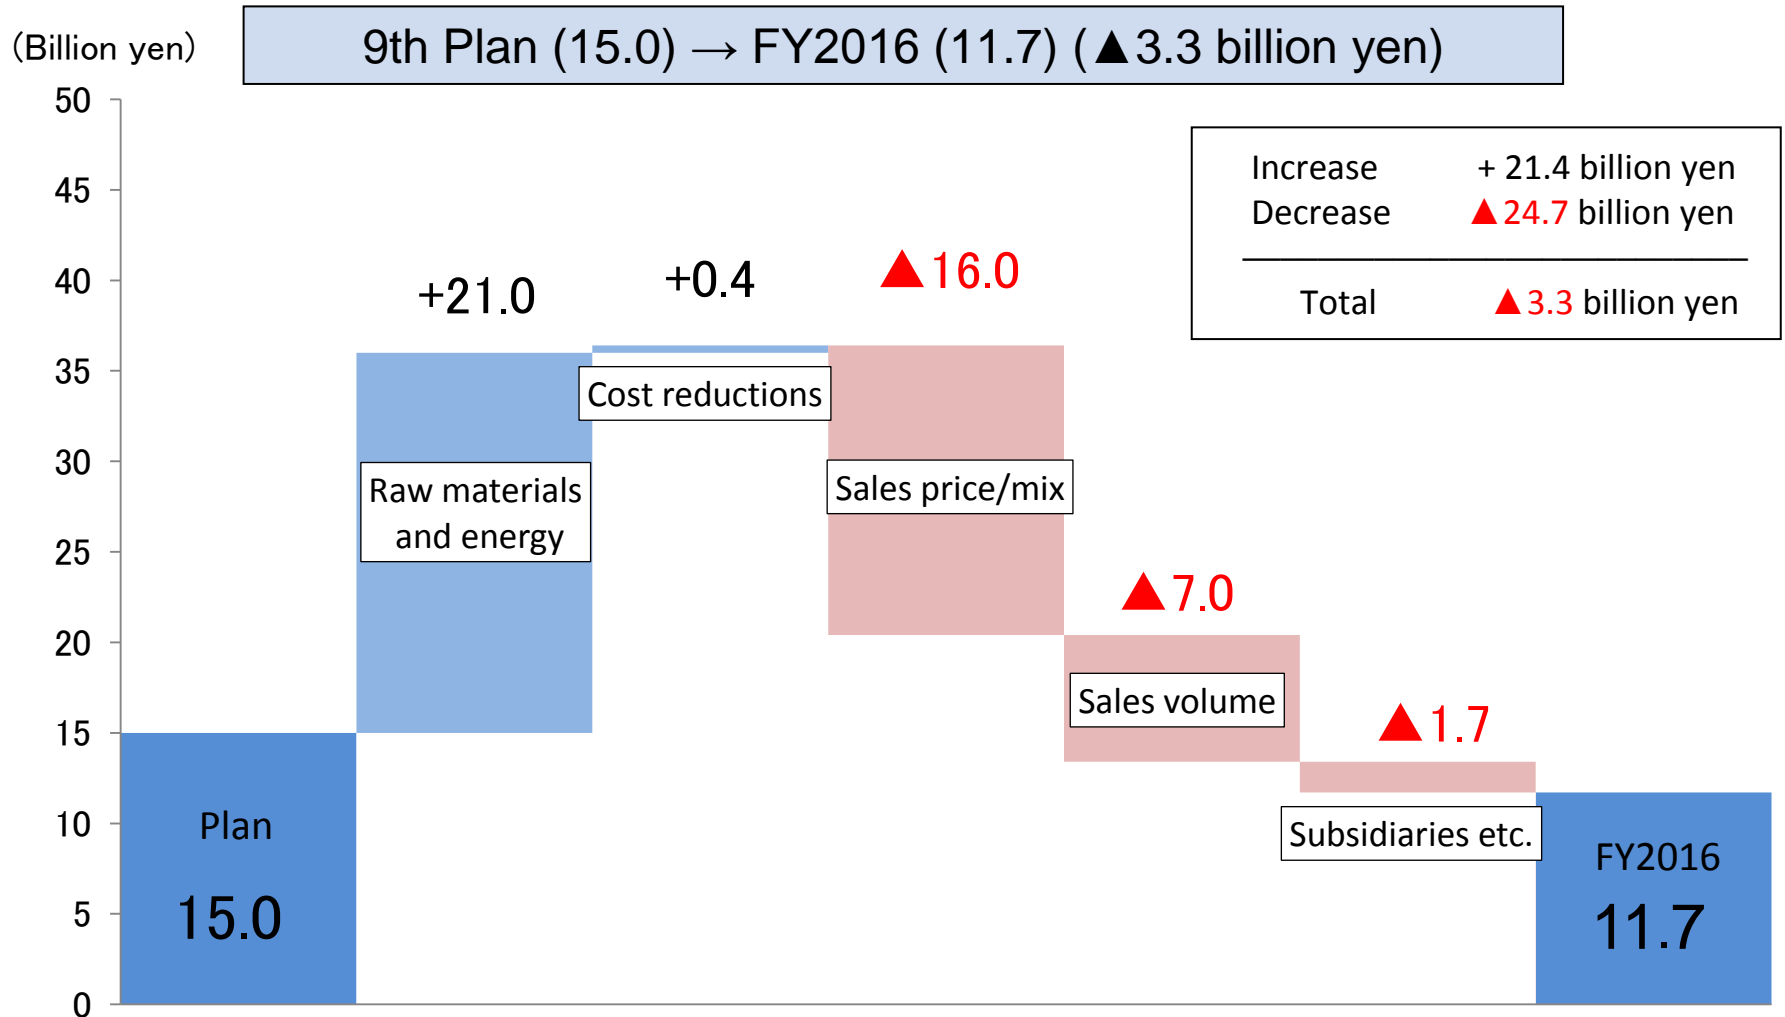 (Billion yen)
9th Plan (15.0) → FY2016 (11.7) (▲3.3 billion yen)
50
45
40
35
30
25
20
15
10
5
0
Increase + 21.4 billion yen
Decrease ▲24.7 billion yen
Total ▲3.3 billion yen
+21.0
+0.4
▲16.0
Cost reductions
Raw materials
and energy
Sales price/mix
▲7.0
Sales volume
▲1.7
Subsidiaries etc.
Plan
15.0
FY2016
11.7